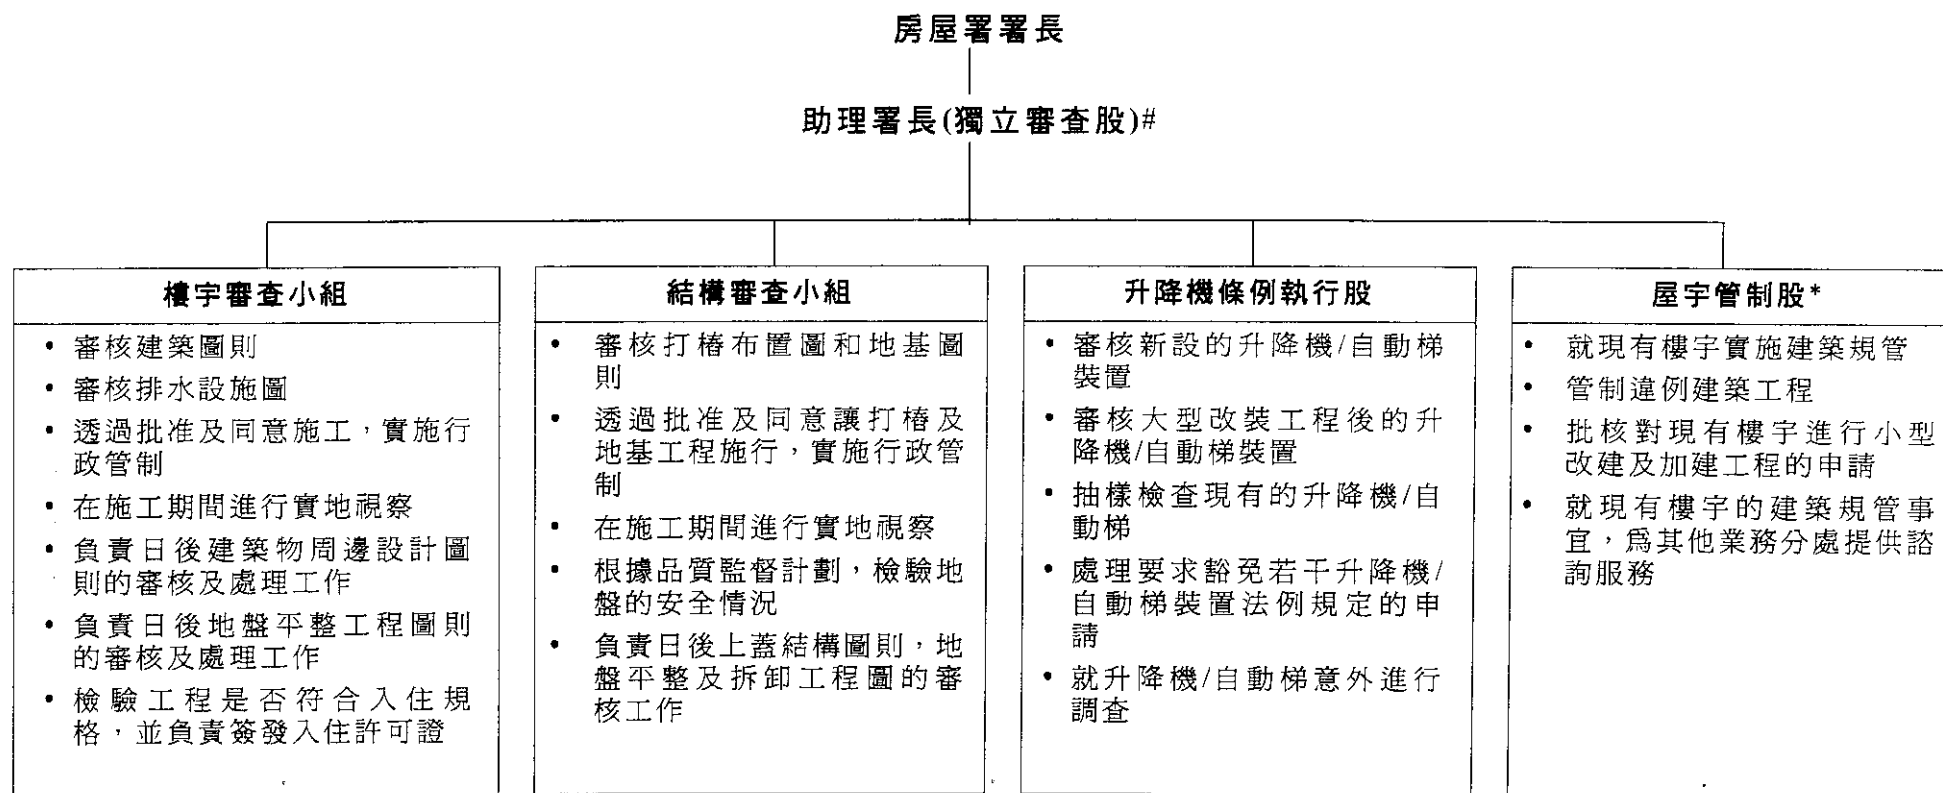 房屋署署長
助理署長(獨立審查股)#
樓宇審查小組
• 審核建築圖則
• 審核排水設施圖
• 透過批准及同意施工，實施行
政管制
• 在施工期間進行實地視察
• 負責日後建築物周邊設計圖
則的審核及處理工作
• 負責日後地盤平整工程圖則
的審核及處理工作
• 檢驗工程是否符合入住規
格，並負責簽發入住許可證
結構審查小組
• 審核打樁布置圖和地基圖
則
• 透過批准及同意讓打樁及
地基工程施行，實施行政管
制
• 在施工期間進行實地視察
• 根據品質監督計劃，檢驗地
盤的安全情況
• 負責日後上蓋結構圖則，地
盤平整及拆卸工程圖的審
核工作
升降機條例執行股
• 審核新設的升降機/自動梯
裝置
• 審核大型改裝工程後的升
降機/自動梯裝置
• 抽樣檢查現有的升降機/自
動梯
• 處理要求豁免若干升降機/
自動梯裝置法例規定的申
請
• 就升降機/自動梯意外進行
調查
屋宇管制股*
• 就現有樓宇實施建築規管
• 管制違例建築工程
• 批核對現有樓宇進行小型
改建及加建工程的申請
• 就現有樓宇的建築規管事
宜，爲其他業務分處提供諮
詢服務